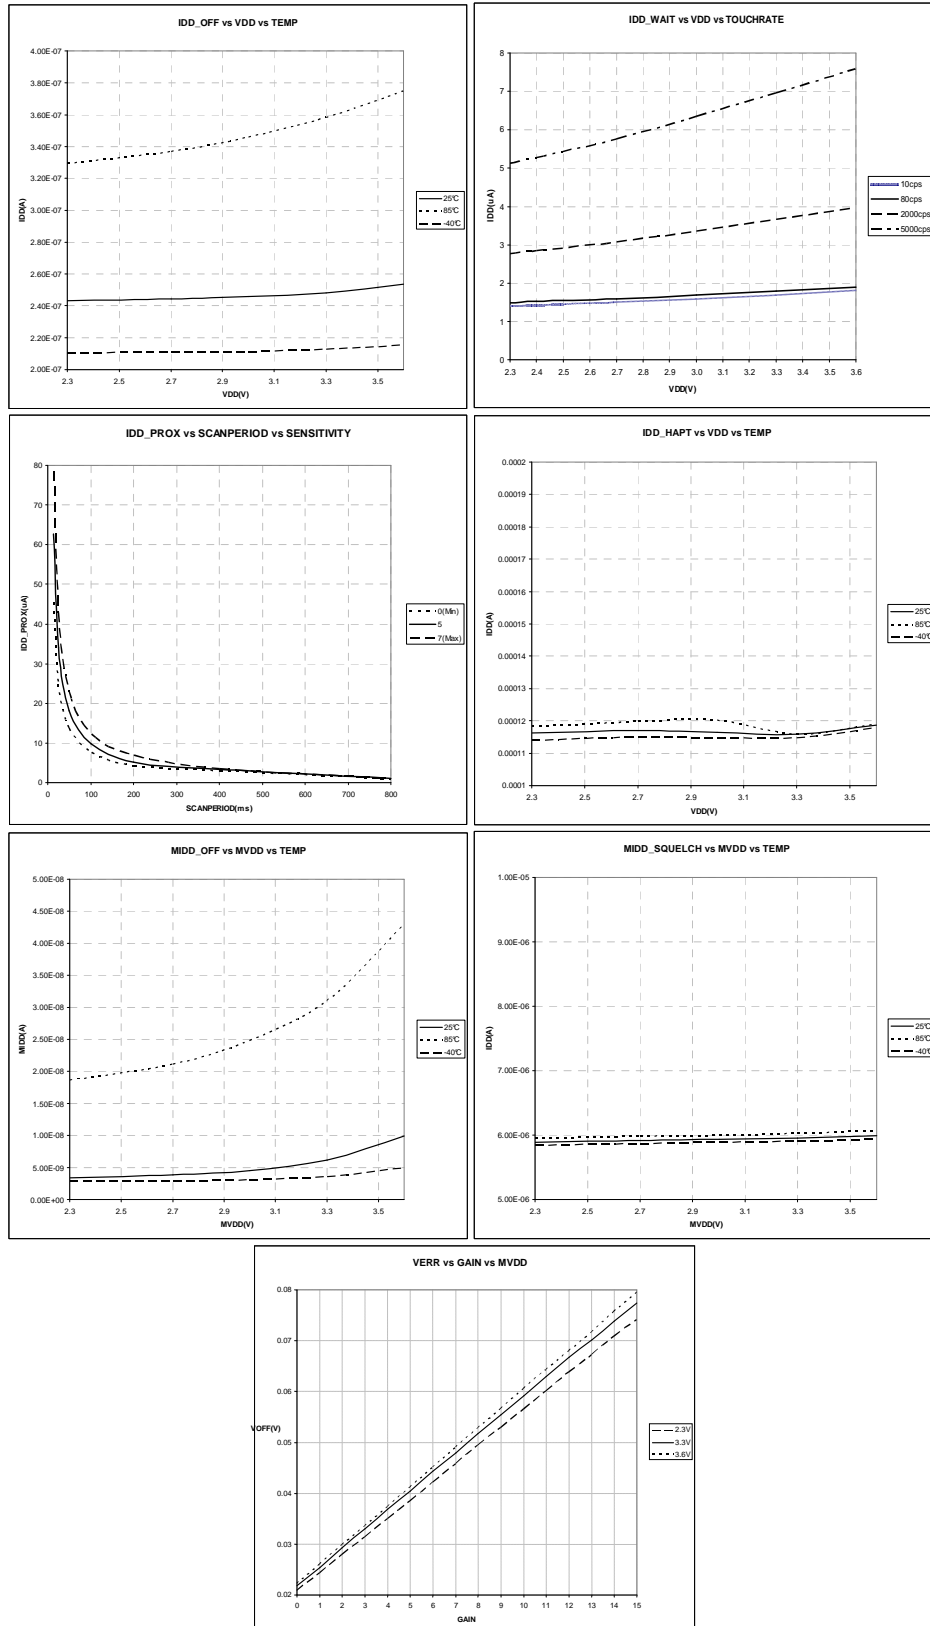 IDD_OFF vs VDD vs TEMP
4.00E-07
3.80E-07
3.60E-07
3.40E-07
3.20E-07
3.00E-07
2.80E-07
2.60E-07
2.40E-07
2.20E-07
2.00E-07
IDD(A)
2.3 2.5 2.7 2.9 3.1 3.3 3.5
VDD(V)
25°C
85°C
-40°C
IDD_WAIT vs VDD vs TOUCHRATE
8
7
6
5
4
3
2
1
0
IDD(uA)
2.3 2.4 2.5 2.6 2.7 2.8 2.9 3.0 3.1 3.2 3.3 3.4 3.5 3.6
VDD(V)
10cps
80cps
2000cps
5000cps
IDD_PROX vs SCANPERIOD vs SENSITIVITY
80
70
60
50
40
30
20
10
0
IDD_PROX(uA)
0 100 200 300 400 500 600 700 800
SCANPERIOD(ms)
0(Min)
5
7(Max)
IDD_HAPT vs VDD vs TEMP
0.0002
0.00019
0.00018
0.00017
0.00016
0.00015
0.00014
0.00013
0.00012
0.00011
0.0001
IDD(A)
2.3 2.5 2.7 2.9 3.1 3.3 3.5
VDD(V)
25°C
85°C
-40°C
MIDD_OFF vs MVDD vs TEMP
5.00E-08
4.50E-08
4.00E-08
3.50E-08
3.00E-08
2.50E-08
2.00E-08
1.50E-08
1.00E-08
5.00E-09
0.00E+00
MIDD(A)
2.3 2.5 2.7 2.9 3.1 3.3 3.5
MVDD(V)
25°C
85°C
-40°C
MIDD_SQUELCH vs MVDD vs TEMP
1.00E-05
9.00E-06
8.00E-06
7.00E-06
6.00E-06
5.00E-06
IDD(A)
2.3 2.5 2.7 2.9 3.1 3.3 3.5
MVDD(V)
25°C
85°C
-40°C
VERR vs GAIN vs MVDD
0.08
0.07
0.06
0.05
0.04
0.03
0.02
VOFF(V)
0 1 2 3 4 5 6 7 8 9 10 11 12 13 14 15
GAIN
2.3V
3.3V
3.6V